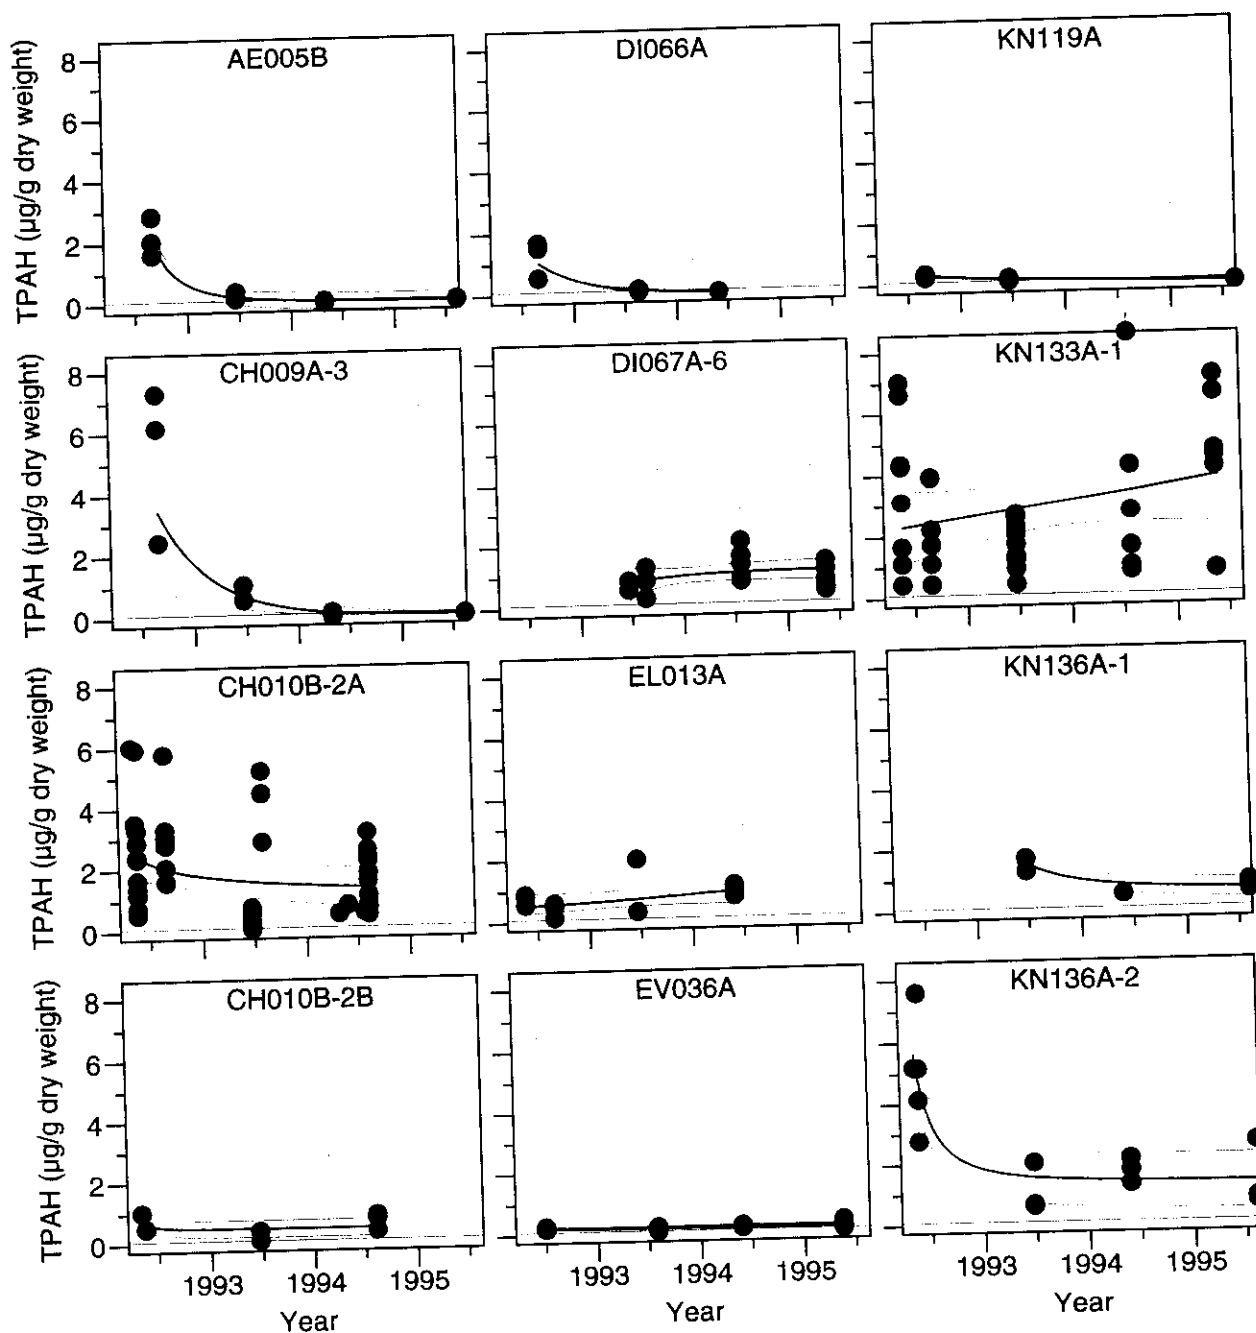 AE005B
DI066A
KN119A
TPAH (µg/g dry weight)
8
6
4
2
0
CH009A-3
DI067A-6
KN133A-1
TPAH (µg/g dry weight)
8
6
4
2
0
CH010B-2A
EL013A
KN136A-1
TPAH (µg/g dry weight)
8
6
4
2
0
CH010B-2B
EV036A
KN136A-2
TPAH (µg/g dry weight)
8
6
4
2
0
1993 1994 1995
1993 1994 1995
1993 1994 1995
Year
Year
Year